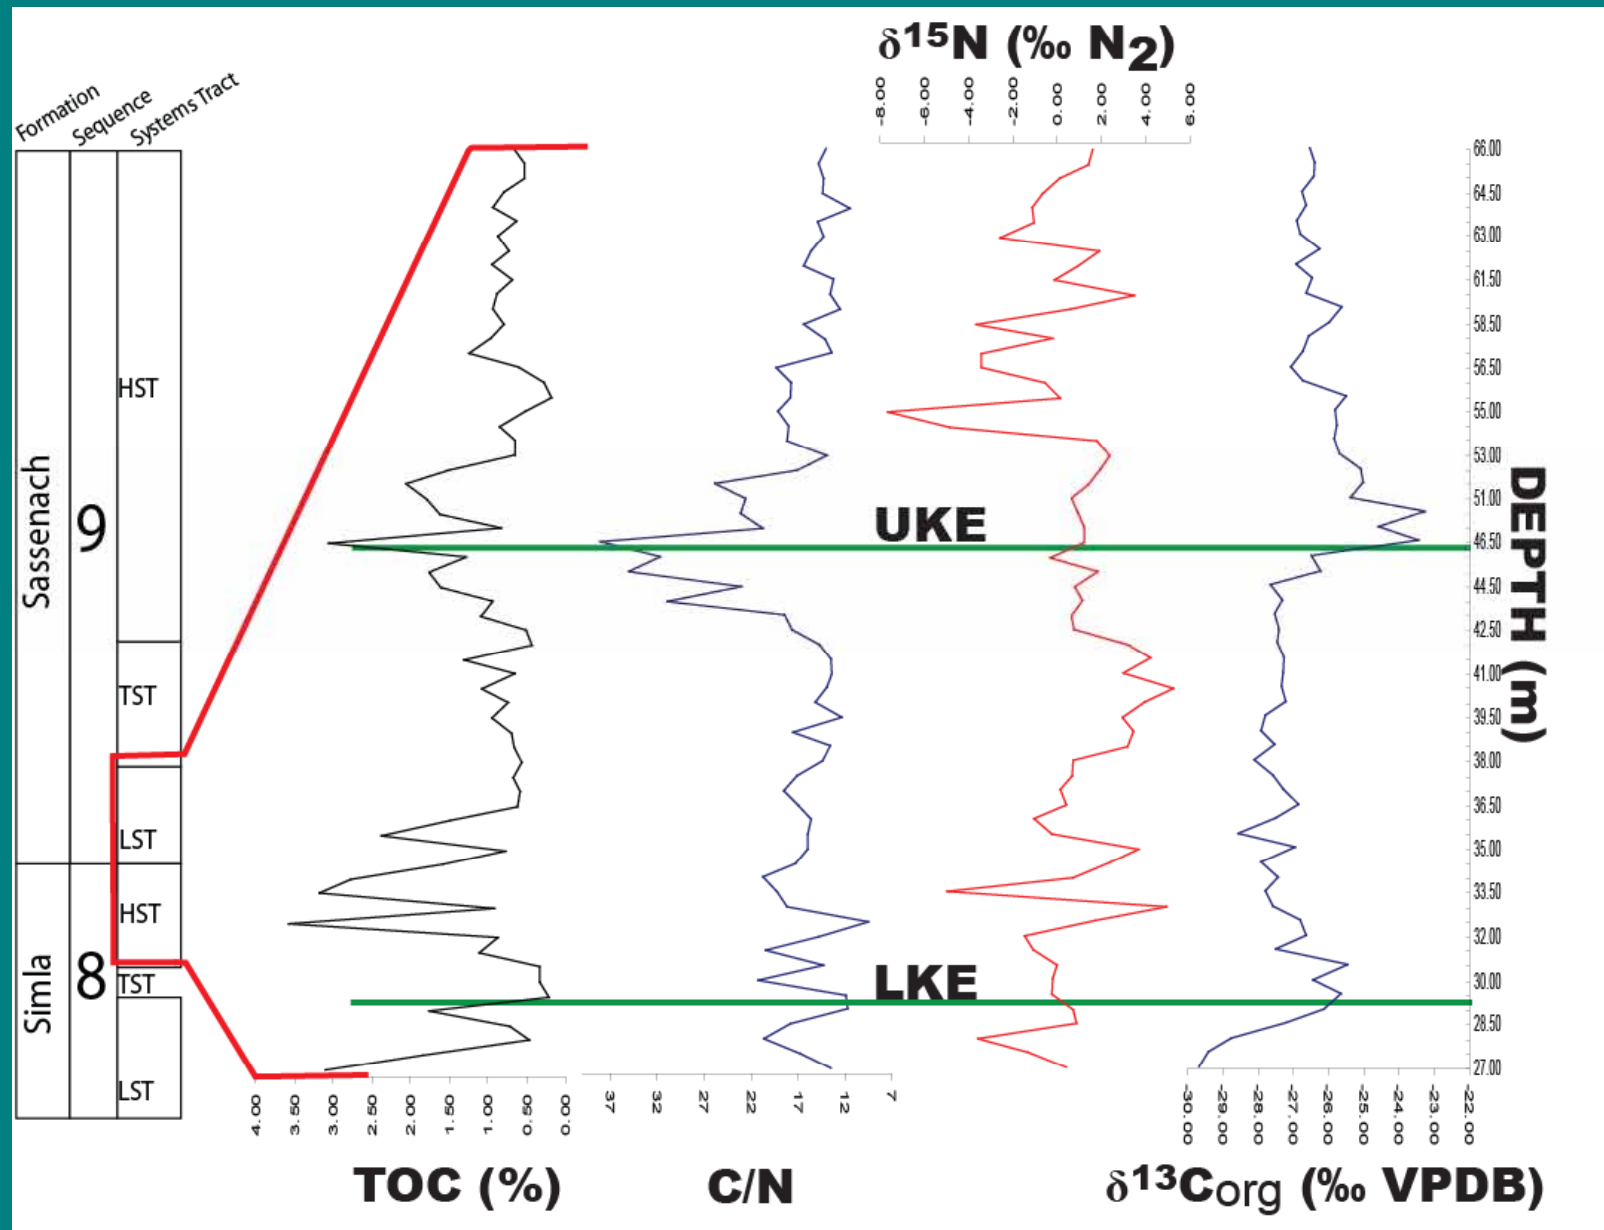 δ15N (‰ N2)
-8.00 -6.00 -4.00 -2.00 0.00 2.00 4.00 6.00
Formation
Sequence
Systems Tract
Sassenach
Simla
9
8
HST
TST
LST
HST
TST
LST
UKE
LKE
66.00
64.50
63.00
61.50
58.50
56.50
55.00
53.00
51.00
46.50
44.50
42.50
41.00
39.50
38.00
36.50
35.00
33.50
32.00
30.00
28.50
27.00
DEPTH (m)
4.00 3.50 3.00 2.50 2.00 1.50 1.00 0.50 0.00
22 17 12 7
-30.00 -29.00 -28.00 -27.00 -26.00 -25.00 -24.00 -23.00 -22.00
TOC (%)
C/N
δ13Corg (‰ VPDB)